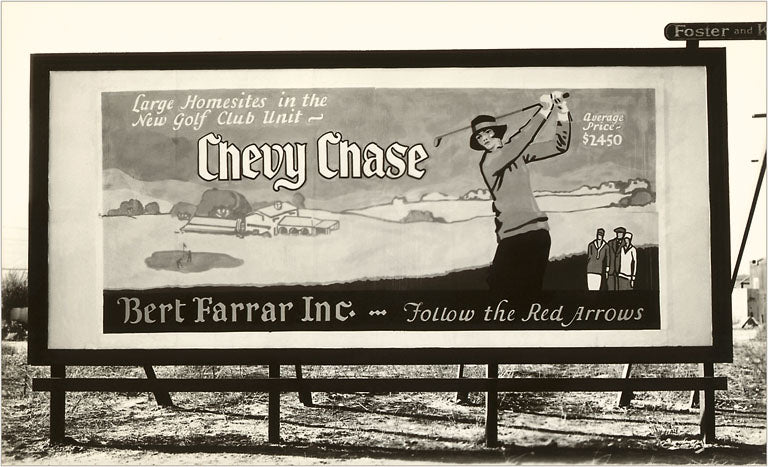 Foster and
Large Homesites in the
New Golf Club Unit ~
Chevy Chase
average
Price-
$2450
Bert Farrar Inc. --- Follow the Red Arrows